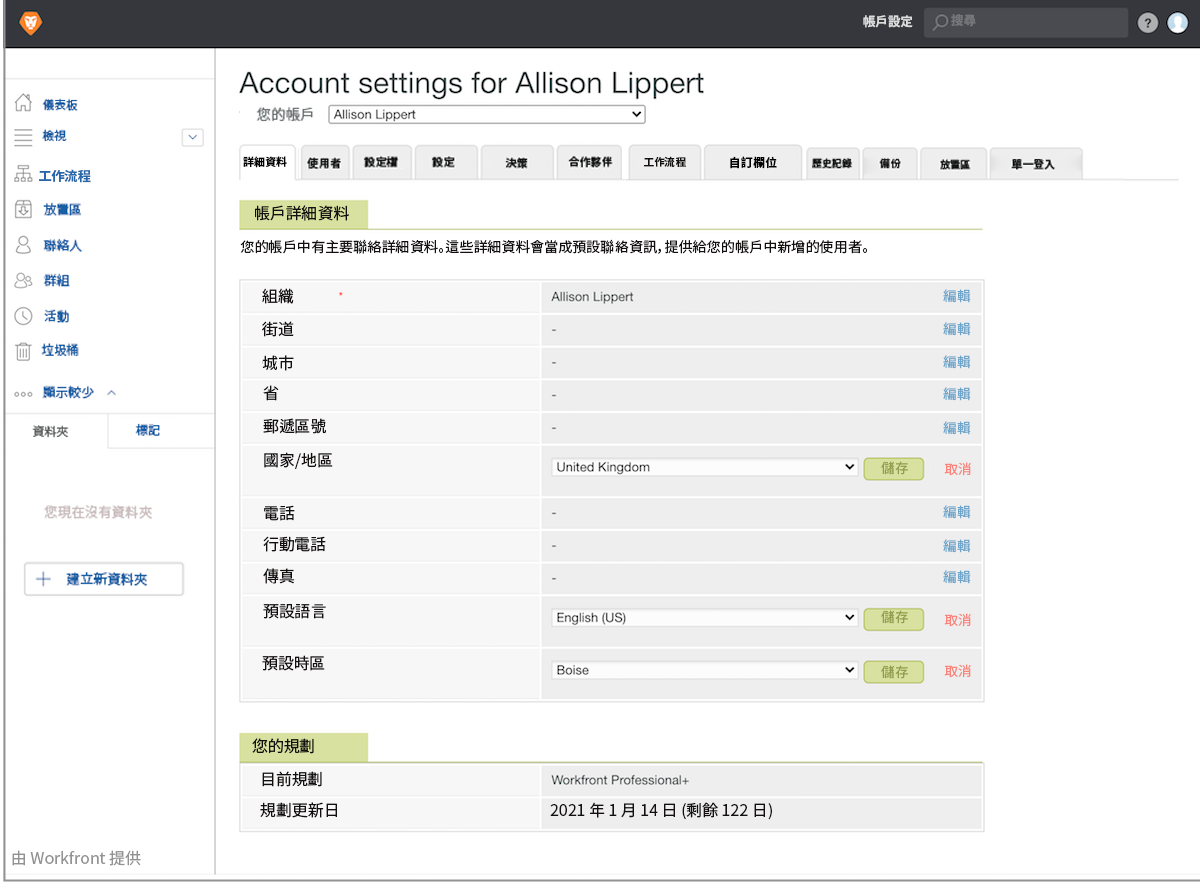 帳戶設定
搜尋
?
儀表板
檢視
工作流程
放置區
聯絡人
群組
活動
垃圾桶
顯示較少
資料夾
標記
您現在沒有資料夾
建立新資料夾
由 Workfront 提供
Account settings for Allison Lippert
您的帳戶 Allison Lippert
詳細資料 使用者 設定檔 設定 決策 合作夥伴 工作流程 自訂欄位 歷史記錄 備份 放置區 單一登入
帳戶詳細資料
您的帳戶中有主要聯絡詳細資料。這些詳細資料會當成預設聯絡資訊, 提供給您的帳戶中新增的使用者。
組織 * Allison Lippert 編輯
街道 - 編輯
城市 - 編輯
省 - 編輯
郵遞區號 - 編輯
國家/地區 United Kingdom 儲存 取消
電話 - 編輯
行動電話 - 編輯
傳真 - 編輯
預設語言 English (US) 儲存 取消
預設時區 Boise 儲存 取消
您的規劃
目前規劃 Workfront Professional+
規劃更新日 2021 年 1 月 14 日 (剩餘 122 日)